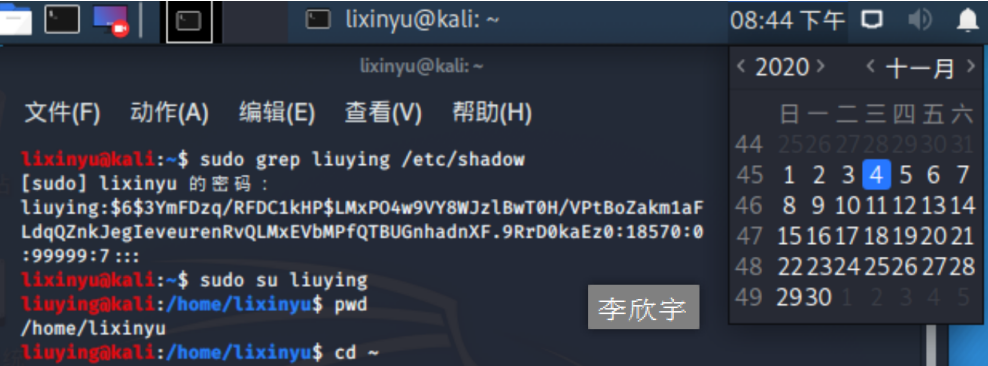 lixinyu@kali: ~
08:44 下午
lixinyu@kali: ~
文件(F) 动作(A) 编辑(E) 查看(V) 帮助(H)
lixinyu@kali:~$ sudo grep liuying /etc/shadow
[sudo] lixinyu 的密码：
liuying:$6$3YmFDzq/RFDC1kHP$LMxPO4w9VY8WJzlBwT0H/VPtBoZakm1aF
LdqQZnkJegIeveurenRvQLMxEVbMPfQTBUGnhadnXF.9RrD0kaEz0:18570:0
:99999:7:::
lixinyu@kali:~$ sudo su liuying
liuying@kali:/home/lixinyu$ pwd
/home/lixinyu
liuying@kali:/home/lixinyu$ cd ~
李欣宇
‹ 2020 › ‹ 十一月 ›
日 一 二 三 四 五 六
44 25 26 27 28 29 30 31
45 1 2 3 4 5 6 7
46 8 9 10 11 12 13 14
47 15 16 17 18 19 20 21
48 22 23 24 25 26 27 28
49 29 30 1 2 3 4 5